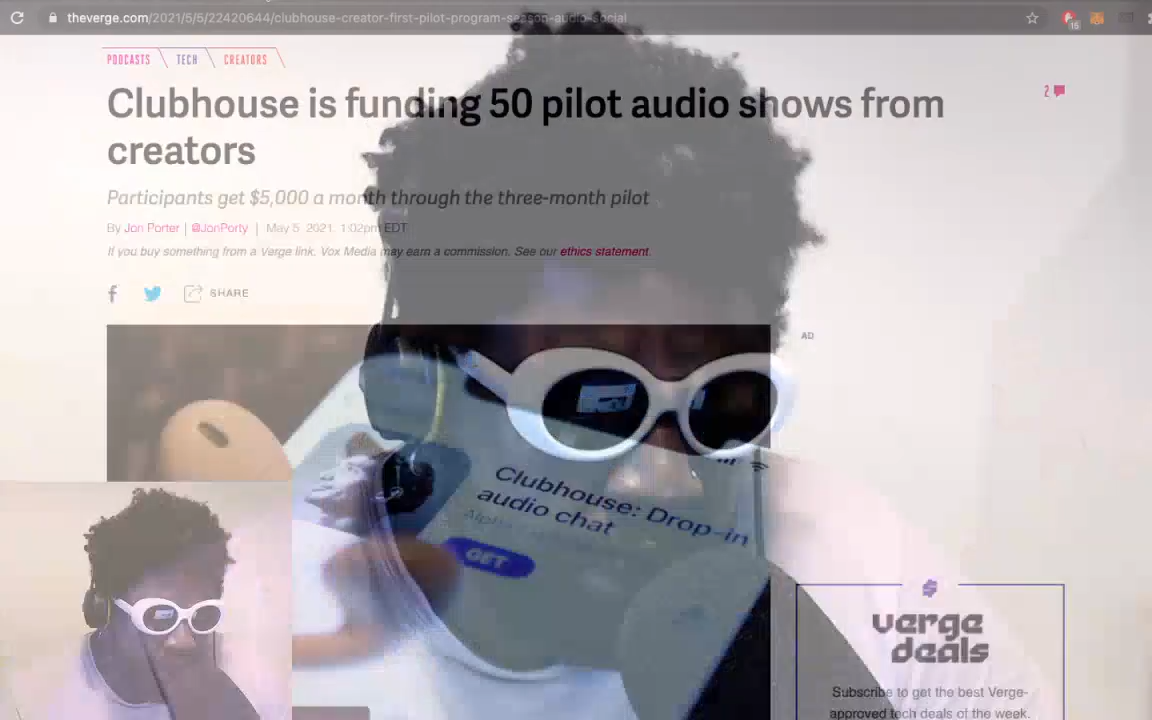 theverge.com/2021/5/5/22420644/clubhouse-creator-first-pilot-program-season-audio-social
15
PODCASTS TECH CREATORS
Clubhouse is funding 50 pilot audio shows from
creators
2
Participants get $5,000 a month through the three-month pilot
By Jon Porter | @JonPorty | May 5, 2021, 1:02pm EDT
If you buy something from a Verge link, Vox Media may earn a commission. See our ethics statement.
SHARE
AD
Clubhouse: Drop-in
audio chat
GET
verge
deals
Subscribe to get the best Verge-
approved tech deals of the week.